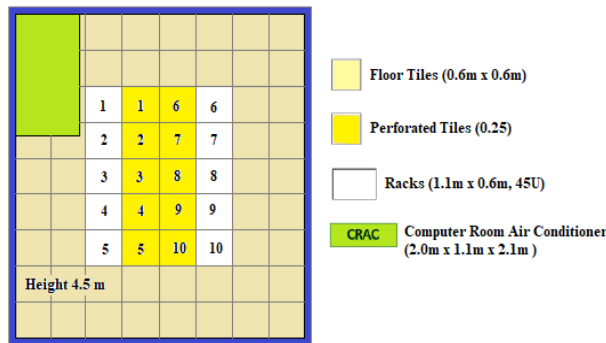 1 1 6 6
2 2 7 7
3 3 8 8
4 4 9 9
5 5 10 10
Height 4.5 m
Floor Tiles (0.6m x 0.6m)
Perforated Tiles (0.25)
Racks (1.1m x 0.6m, 45U)
CRAC Computer Room Air Conditioner
(2.0m x 1.1m x 2.1m )